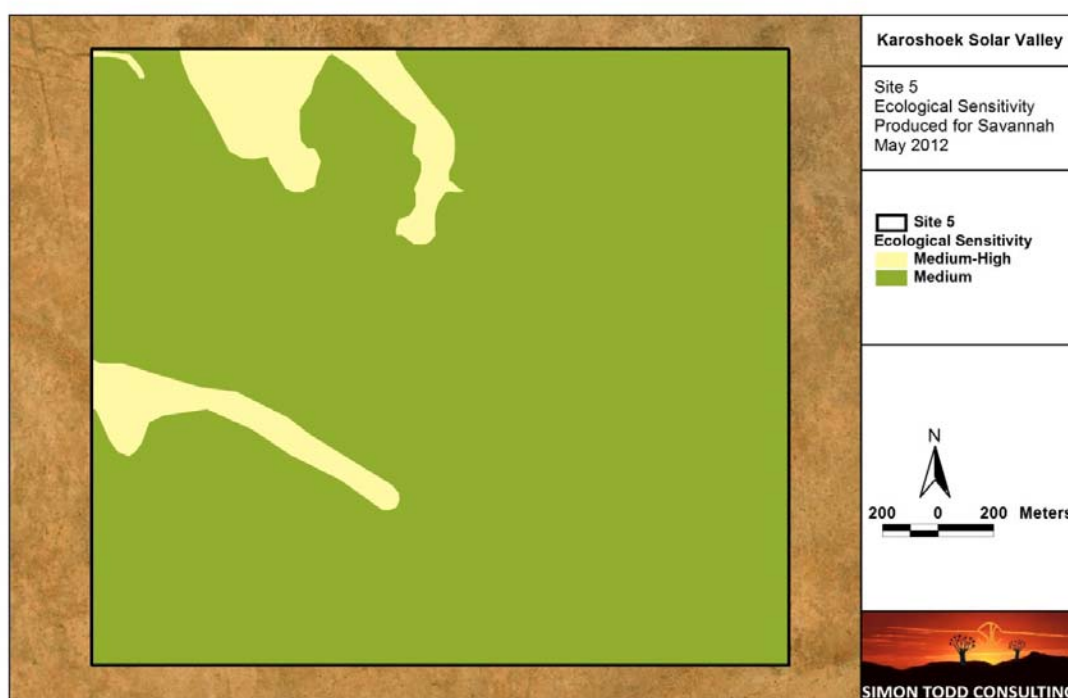 Karoshoek Solar Valley
Site 5
Ecological Sensitivity
Produced for Savannah
May 2012
Site 5
Ecological Sensitivity
Medium-High
Medium
N
200 0 200 Meters
SIMON TODD CONSULTING